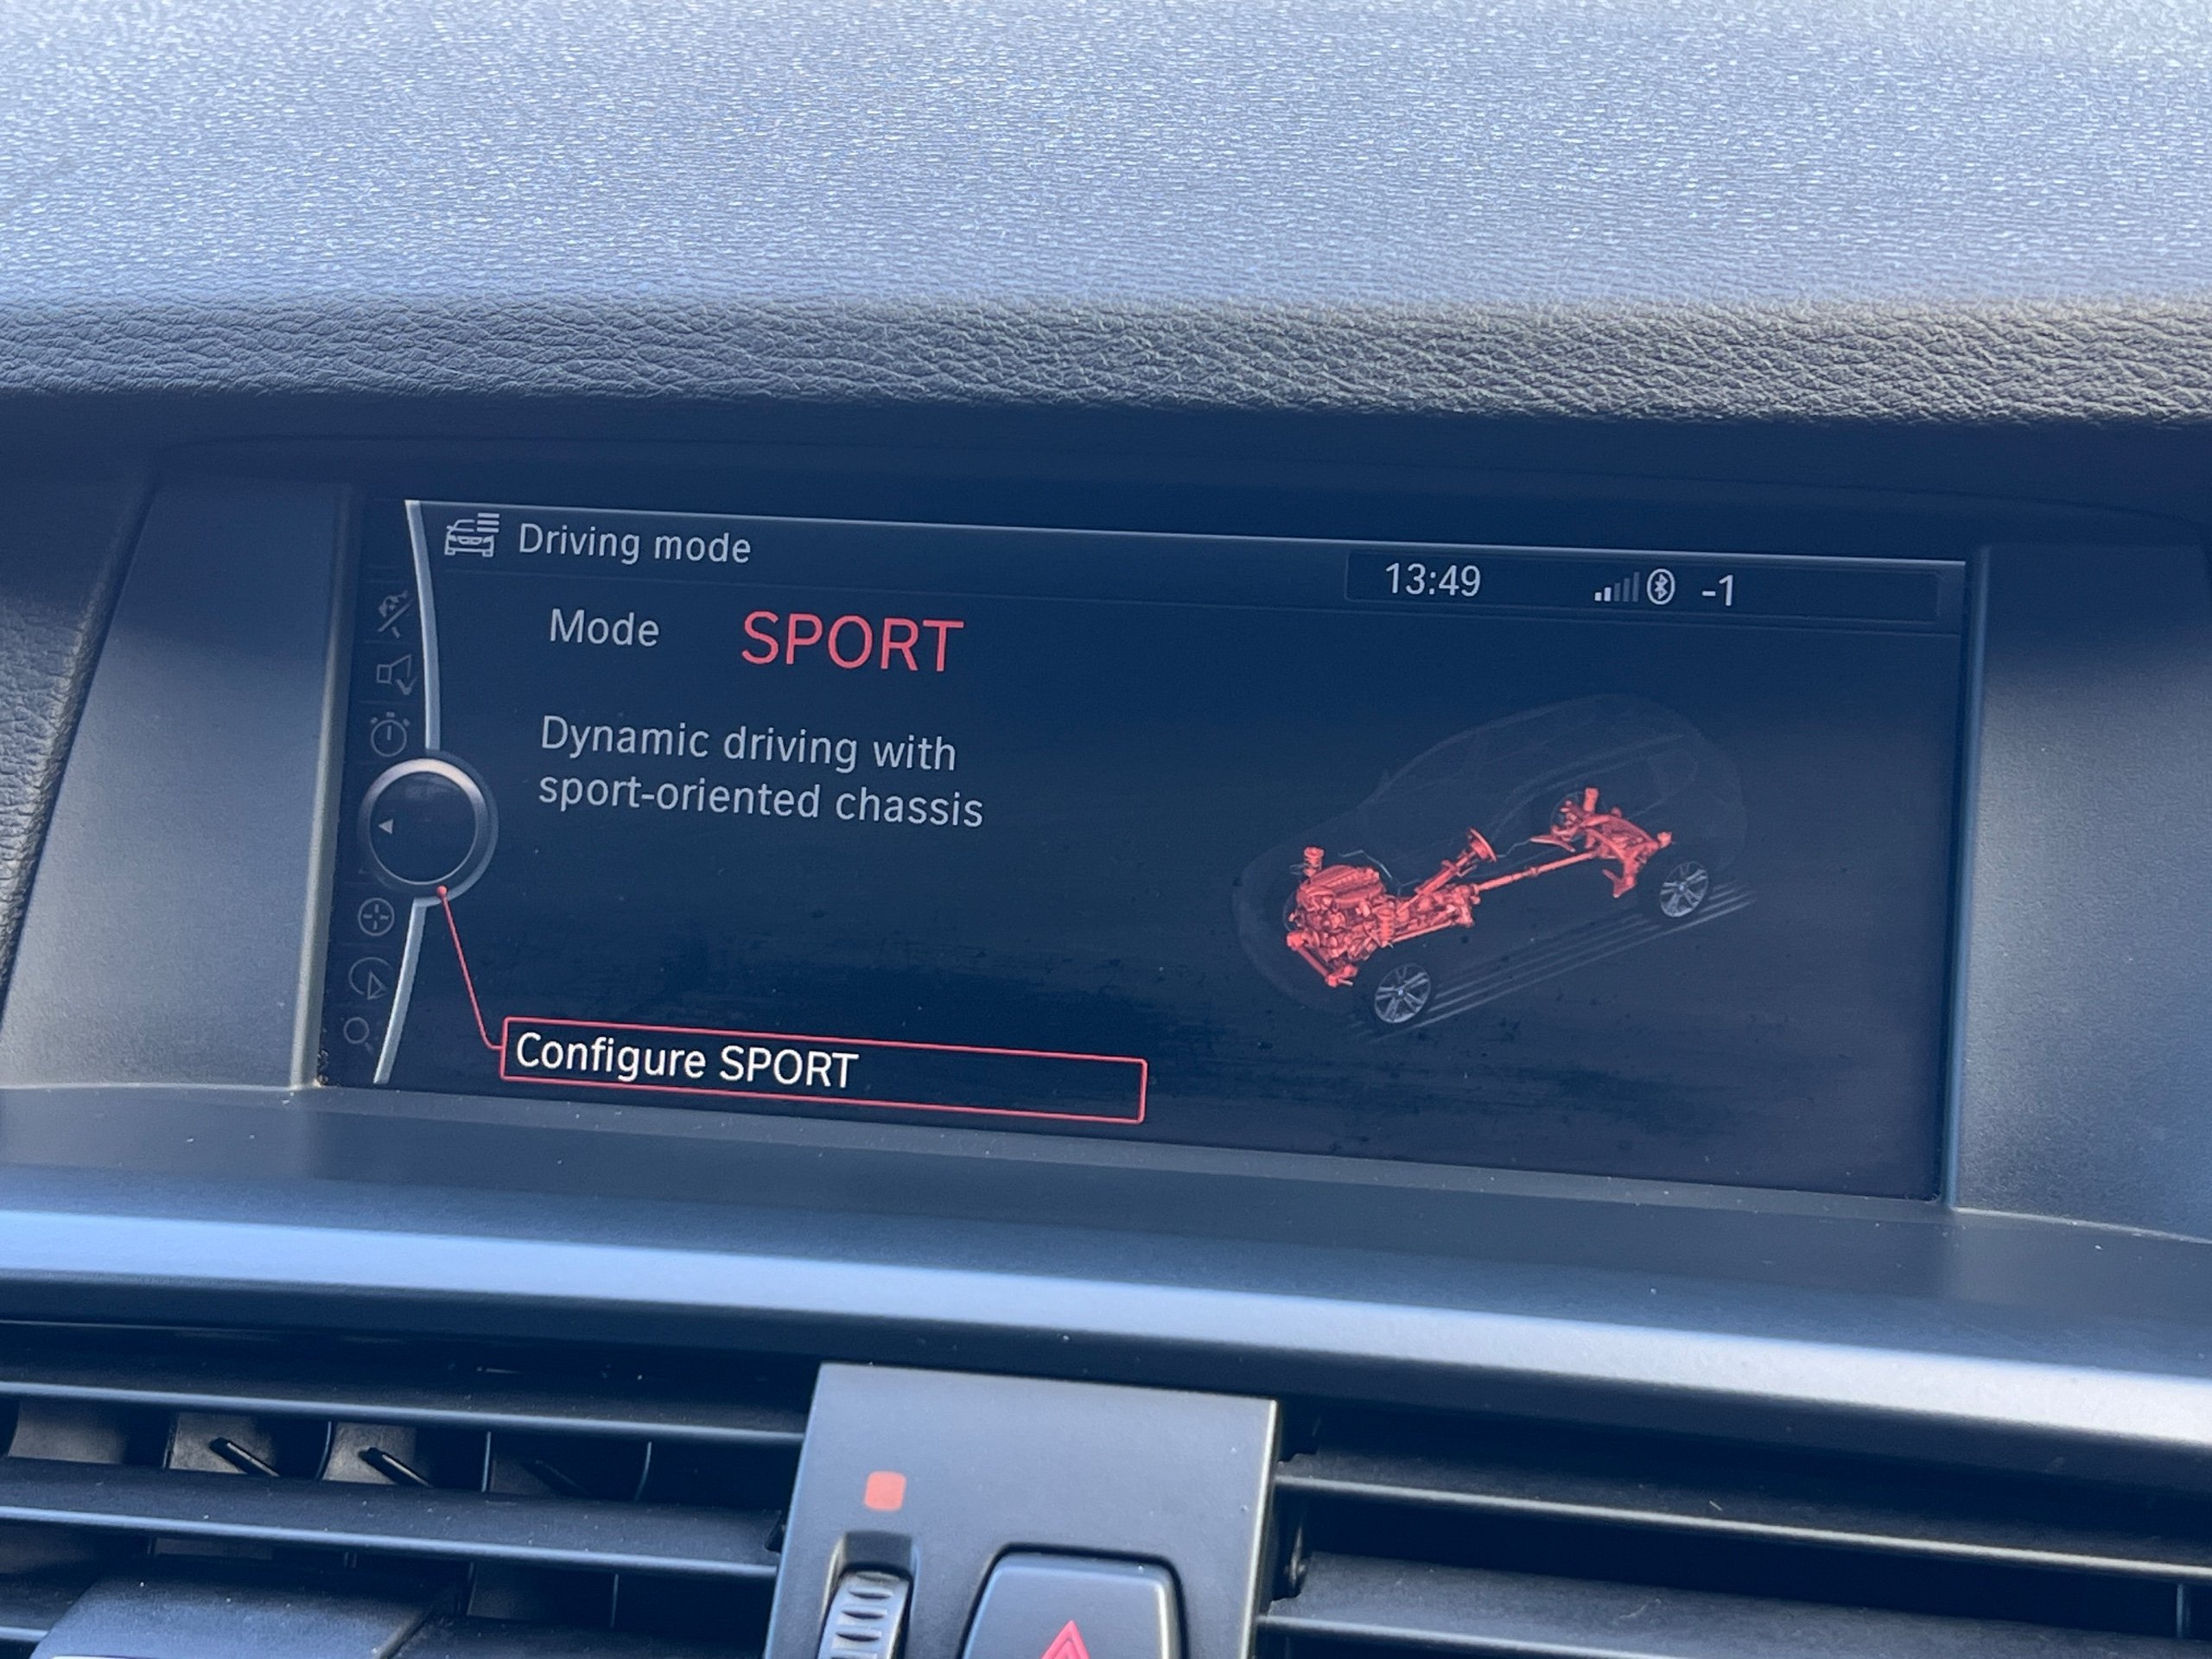 Driving mode
13:49 -1
Mode SPORT
Dynamic driving with
sport-oriented chassis
Configure SPORT